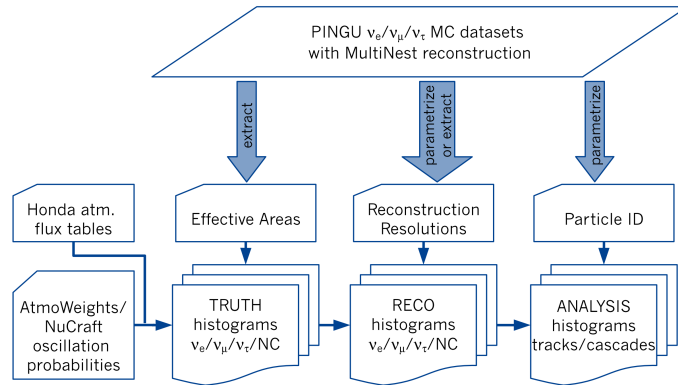 PINGU νe/νμ/ντ MC datasets
with MultiNest reconstruction
extract
parametrize
or extract
parametrize
Honda atm.
flux tables
Effective Areas
Reconstruction
Resolutions
Particle ID
AtmoWeights/
NuCraft
oscillation
probabilities
TRUTH
histograms
νe/νμ/ντ/NC
RECO
histograms
νe/νμ/ντ/NC
ANALYSIS
histograms
tracks/cascades